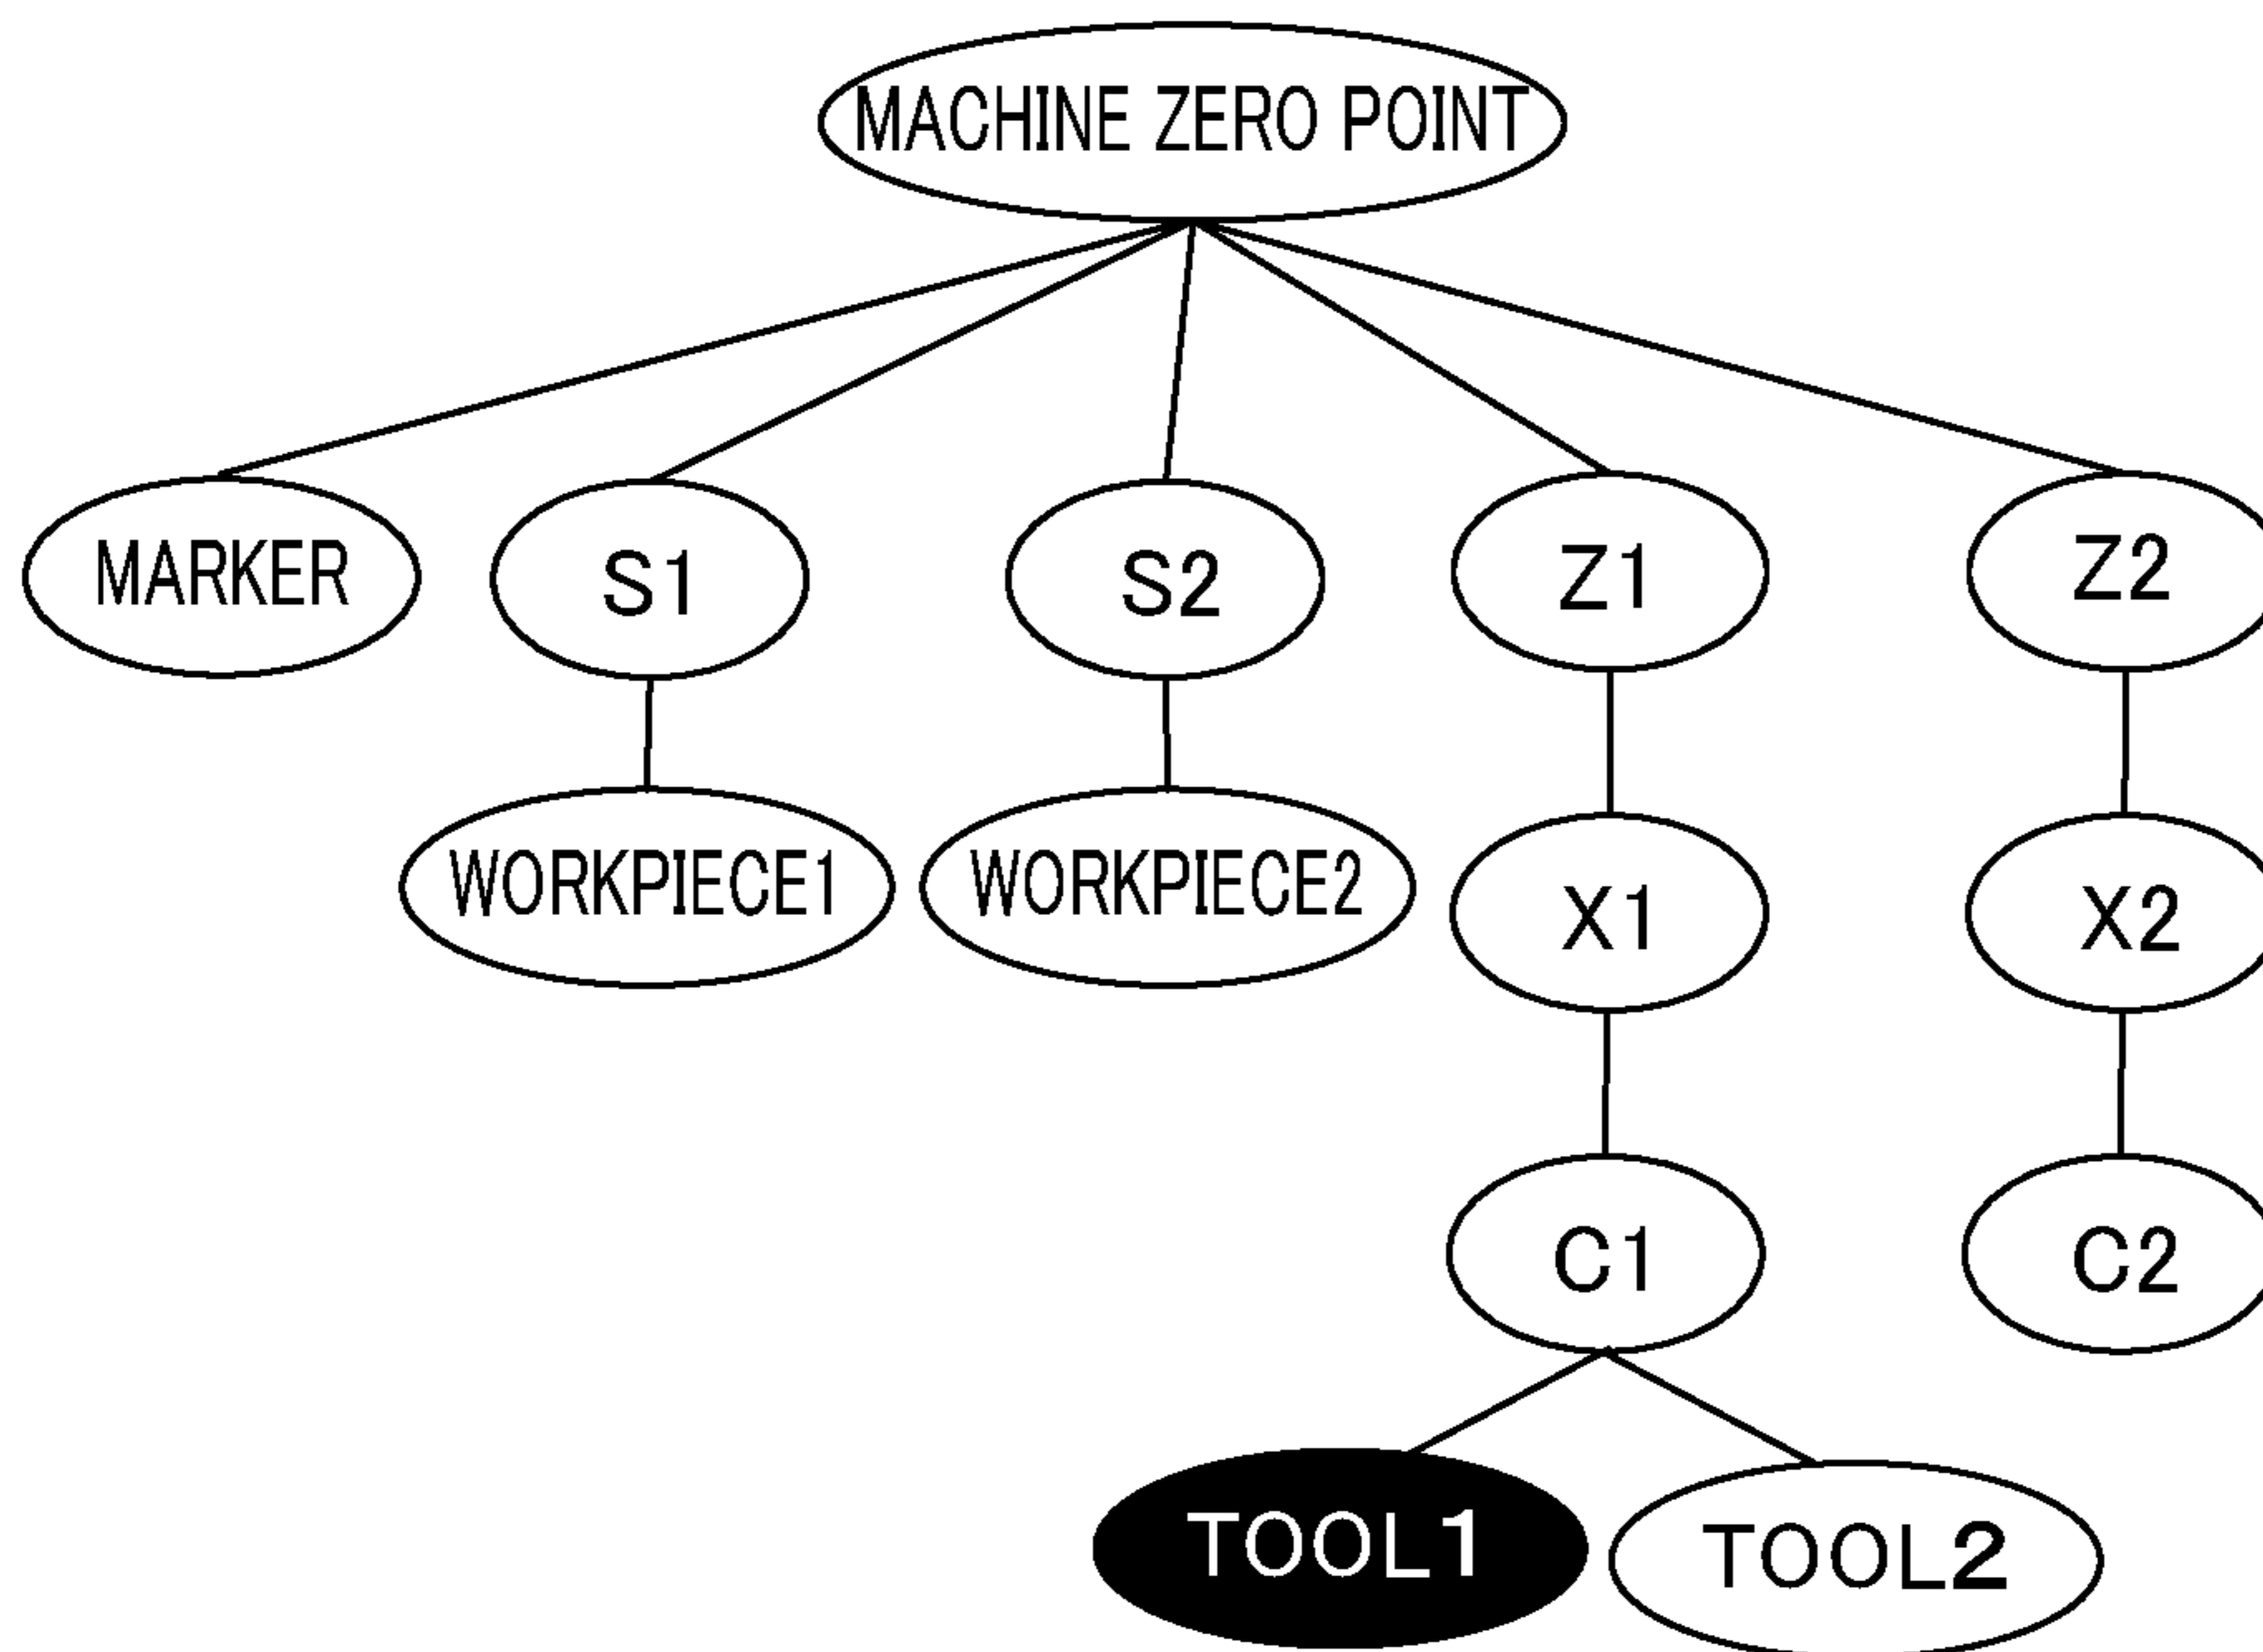 MACHINE ZERO POINT
MARKER
S1
S2
Z1
Z2
WORKPIECE1
WORKPIECE2
X1
X2
C1
C2
TOOL1
TOOL2